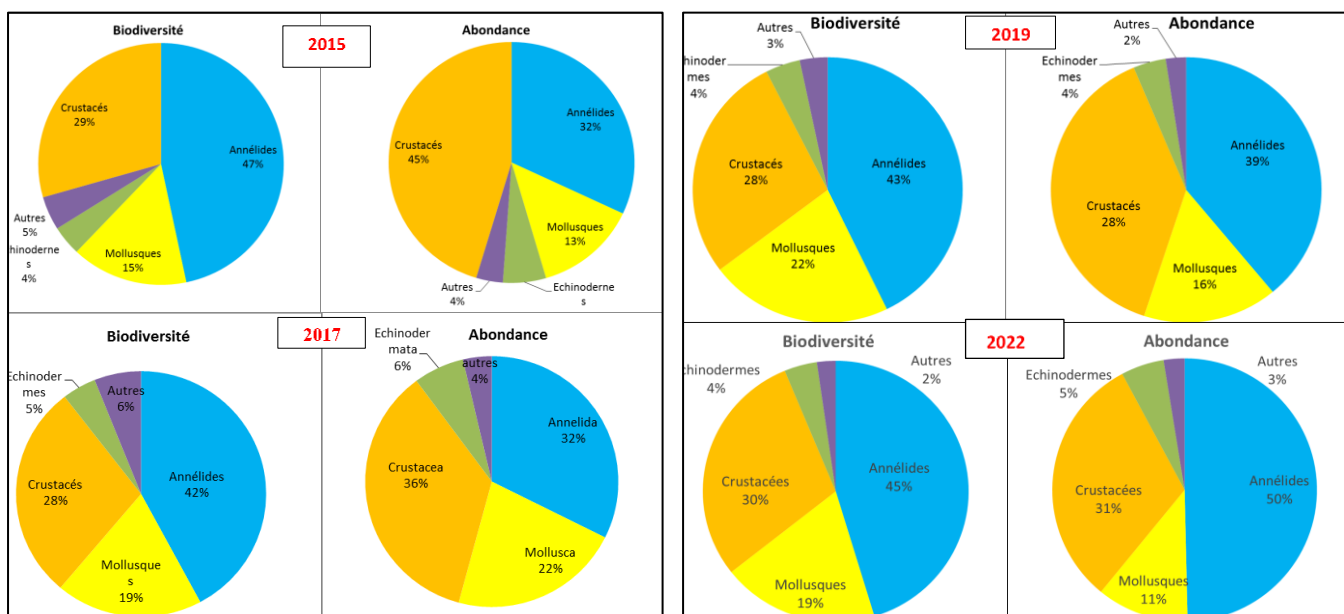 Biodiversité
2015
Abondance
Crustacés
29%
Annélides
47%
Autres
5%
chinoderne
s
4%
Mollusques
15%
Annélides
32%
Crustacés
45%
Mollusques
13%
Autres
4%
Echinoderne
s
Biodiversité
2017
Abondance
Echinoderm
mes
5%
Autres
6%
Annélides
42%
Crustacés
28%
Mollusque
s
19%
Echinoder
mata
6%
autres
4%
Annelida
32%
Crustacea
36%
Mollusca
22%
Biodiversité
2019
Abondance
Autres
3%
chinoder
mes
4%
Annélides
43%
Crustacés
28%
Mollusques
22%
Autres
2%
Echinoder
mes
4%
Annélides
39%
Crustacés
28%
Mollusques
16%
Biodiversité
2022
Abondance
chinodermes
4%
Autres
2%
Annélides
45%
Crustacées
30%
Mollusques
19%
Echinodermes
5%
Autres
3%
Annélides
50%
Crustacées
31%
Mollusques
11%